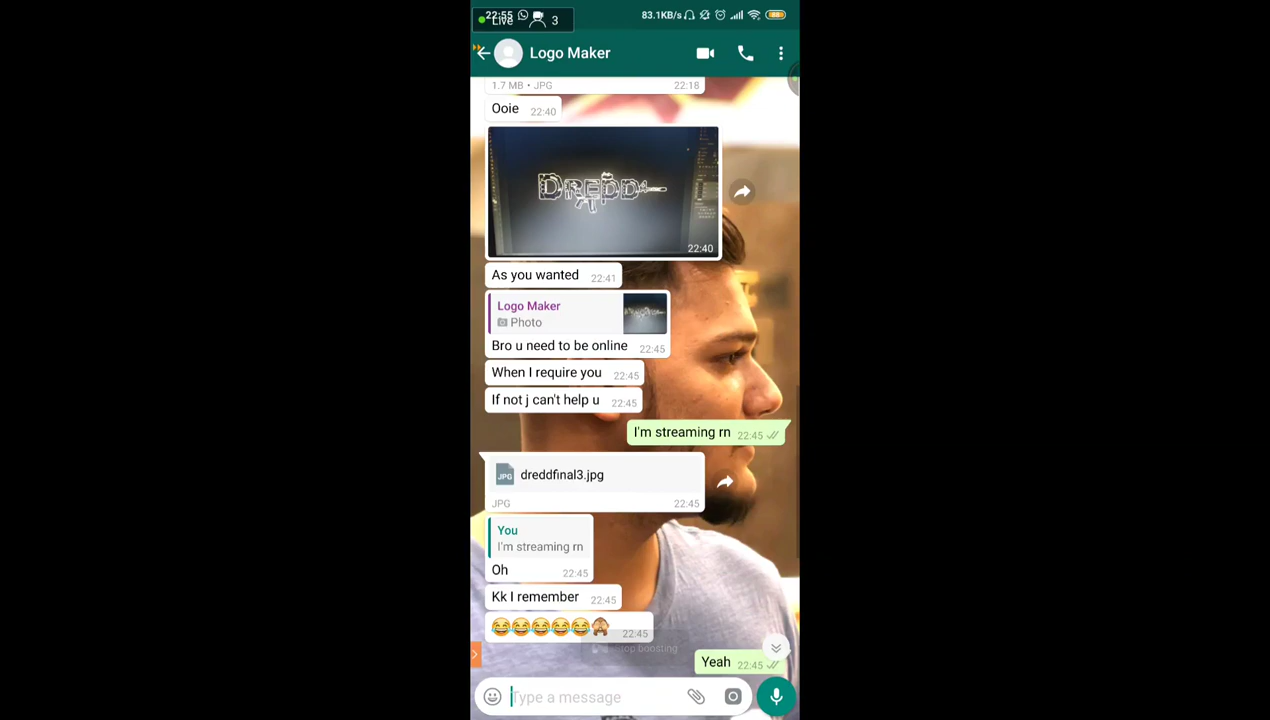 22:55
Live 3
83.1KB/s
Logo Maker
1.7 MB • JPG 22:18
Ooie 22:40
DREDD
22:40
As you wanted 22:41
Logo Maker
Photo
Bro u need to be online 22:45
When I require you 22:45
If not j can't help u 22:45
I'm streaming rn 22:45
JPG dreddfinal3.jpg
JPG 22:45
You
I'm streaming rn
Oh 22:45
Kk I remember 22:45
😂😂😂😂😂🙈 22:45
stop boosting
Yeah 22:45
Type a message